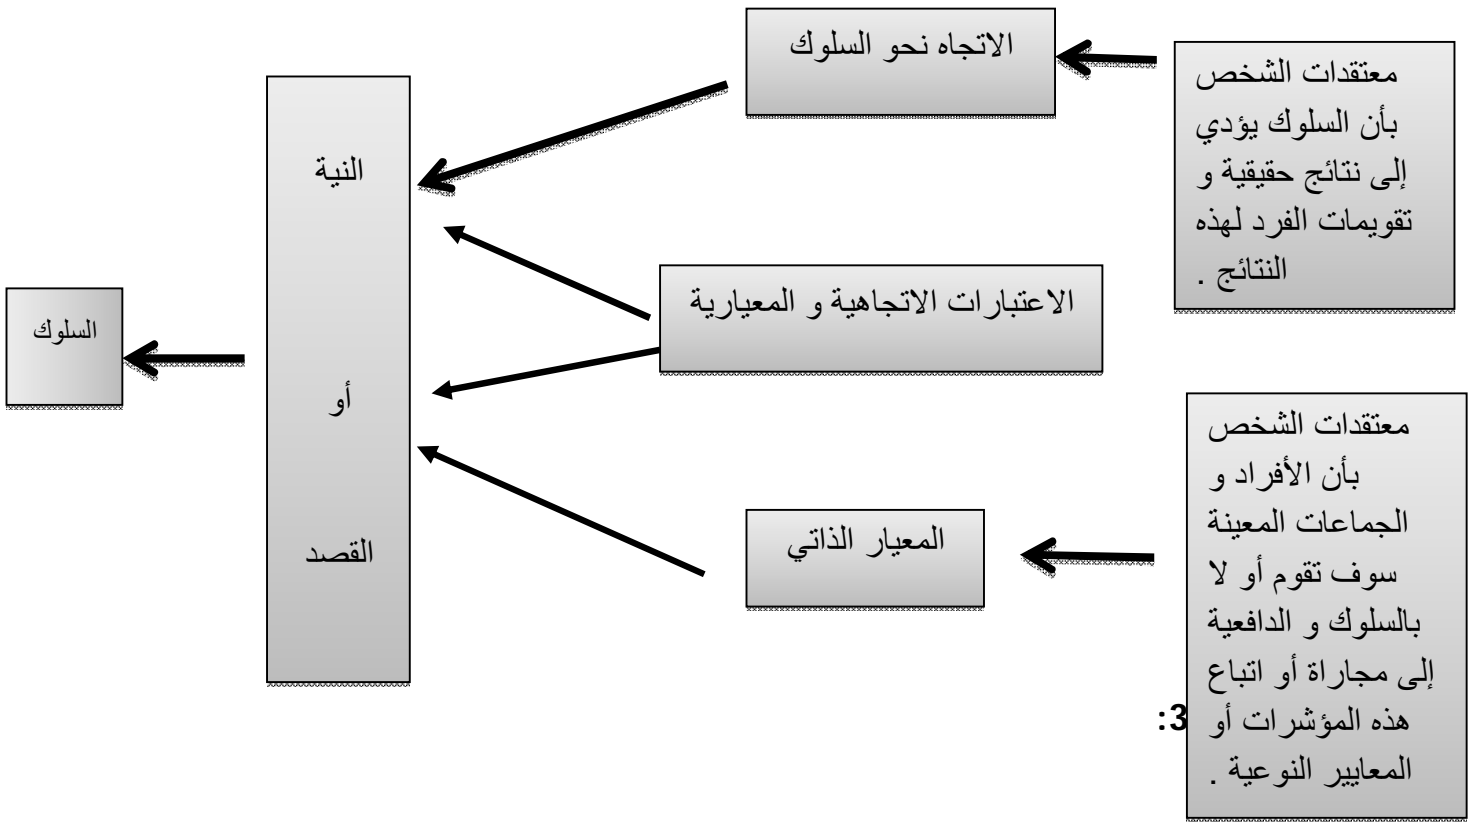 الاتجاه نحو السلوك
معتقدات الشخص
بأن السلوك يؤدي
إلى نتائج حقيقية و
تقويمات الفرد لهذه
النتائج .
النية
أو
القصد
الاعتبارات الاتجاهية و المعيارية
السلوك
المعيار الذاتي
معتقدات الشخص
بأن الأفراد و
الجماعات المعينة
سوف تقوم أو لا
بالسلوك و الدافعية
إلى مجاراة أو اتباع
هذه المؤشرات أو
المعايير النوعية .
3: